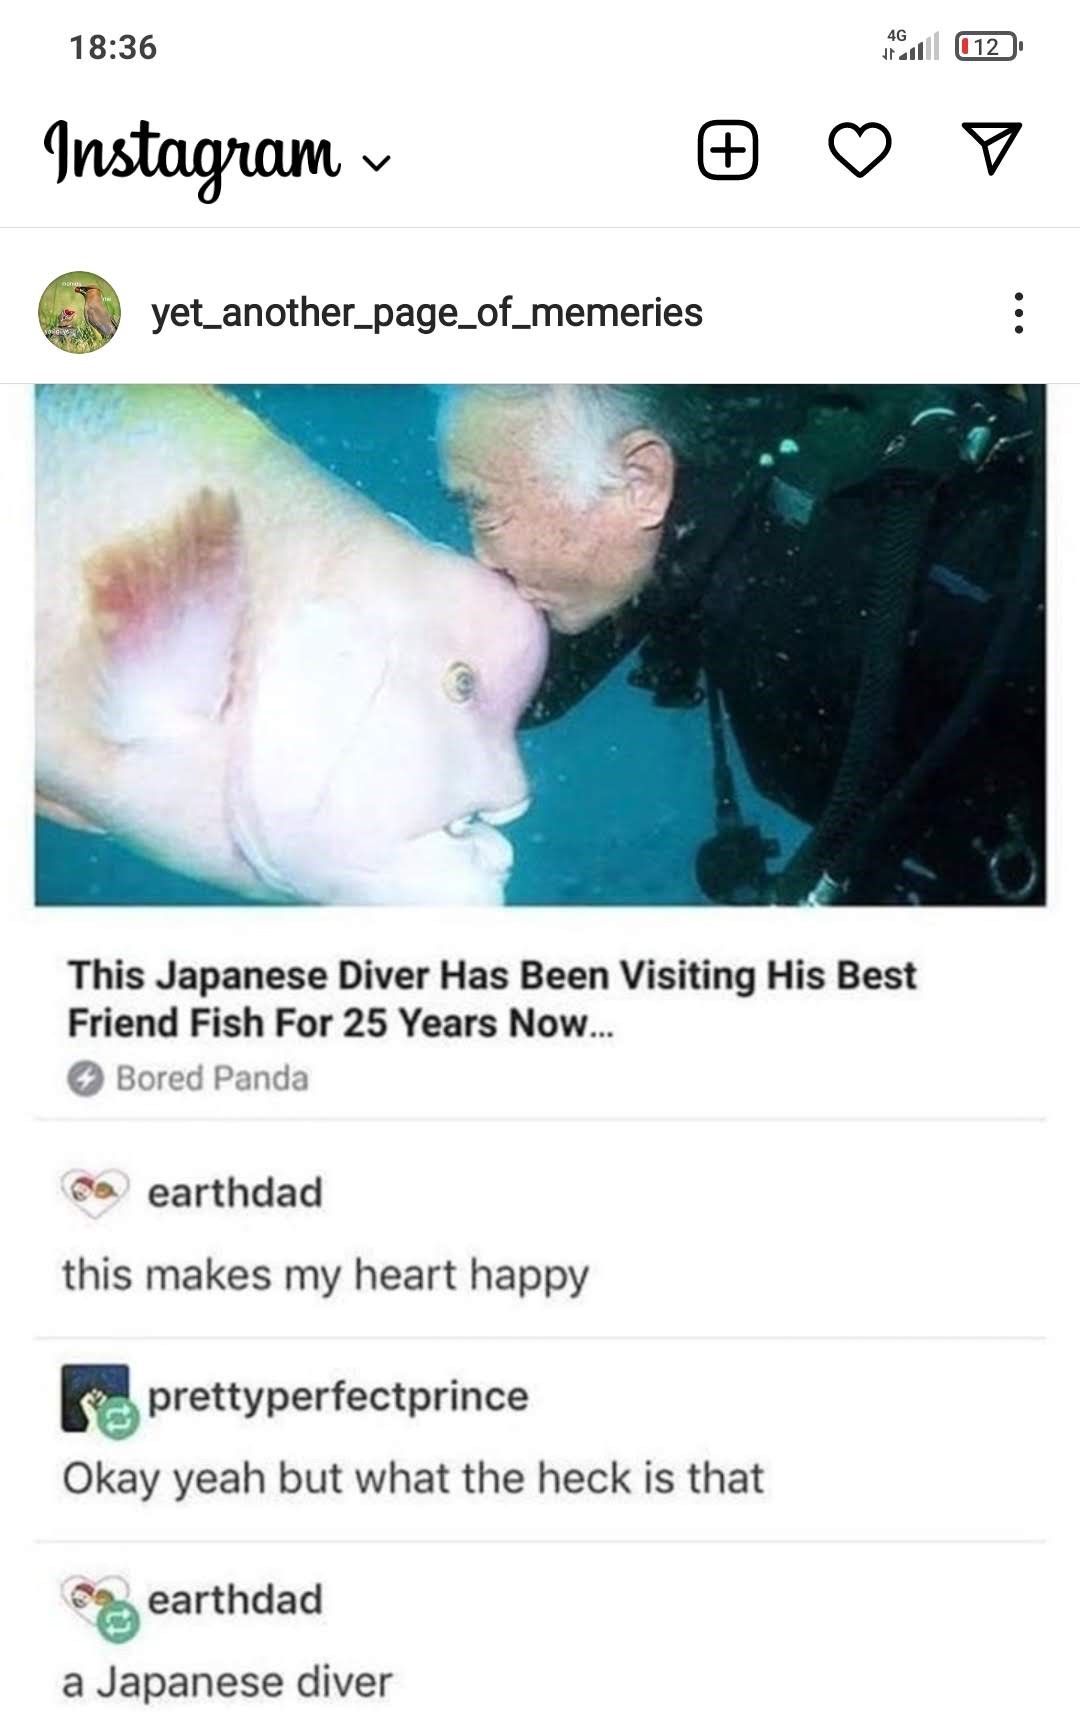 18:36
4G
12
Instagram
yet_another_page_of_memeries
This Japanese Diver Has Been Visiting His Best
Friend Fish For 25 Years Now...
Bored Panda
earthdad
this makes my heart happy
prettyperfectprince
Okay yeah but what the heck is that
earthdad
a Japanese diver